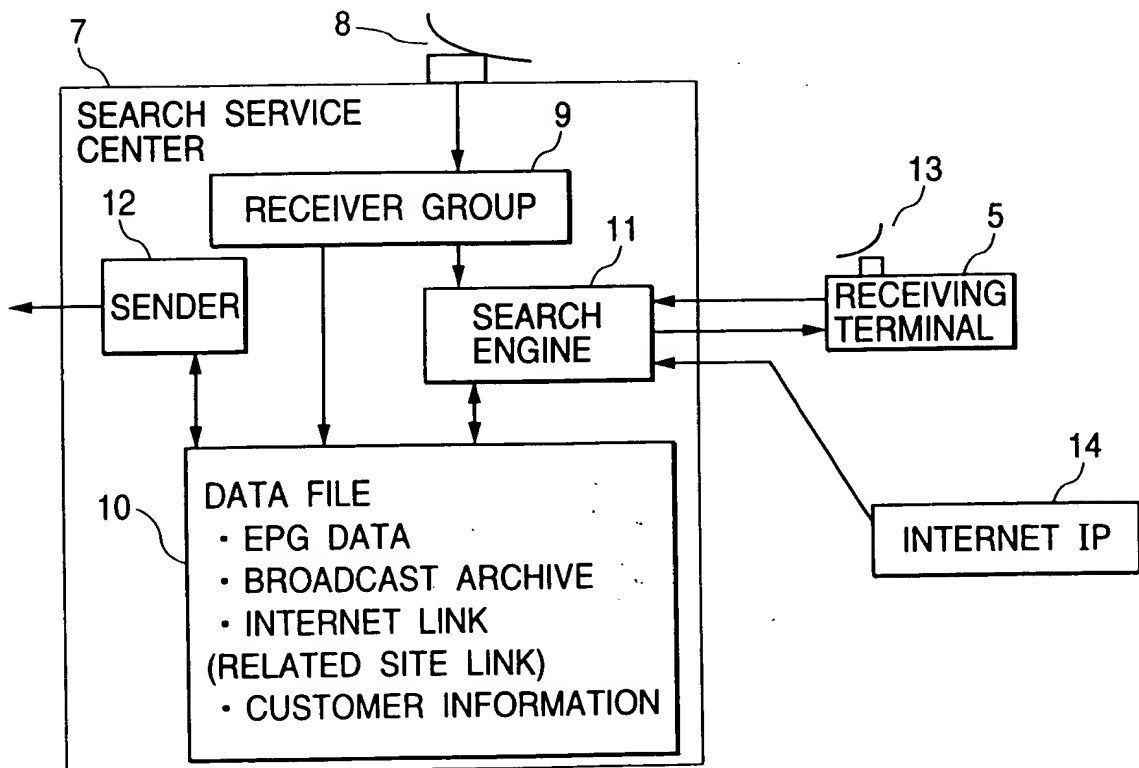 7
8
SEARCH SERVICE
CENTER
9
RECEIVER GROUP
12
SENDER
11
SEARCH
ENGINE
13
5
RECEIVING
TERMINAL
14
INTERNET IP
10
DATA FILE
· EPG DATA
· BROADCAST ARCHIVE
· INTERNET LINK
(RELATED SITE LINK)
· CUSTOMER INFORMATION